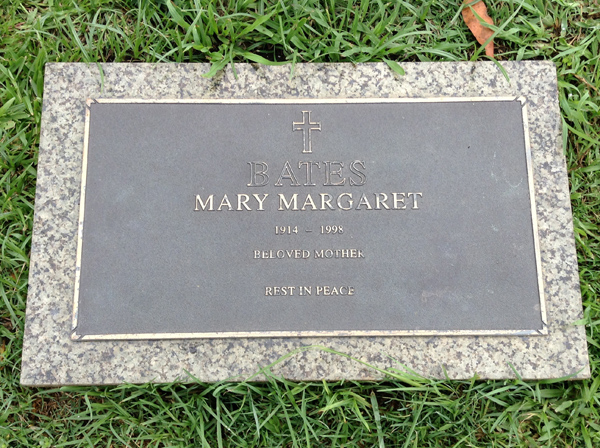 BATES
MARY MARGARET
1914 – 1998
BELOVED MOTHER
REST IN PEACE